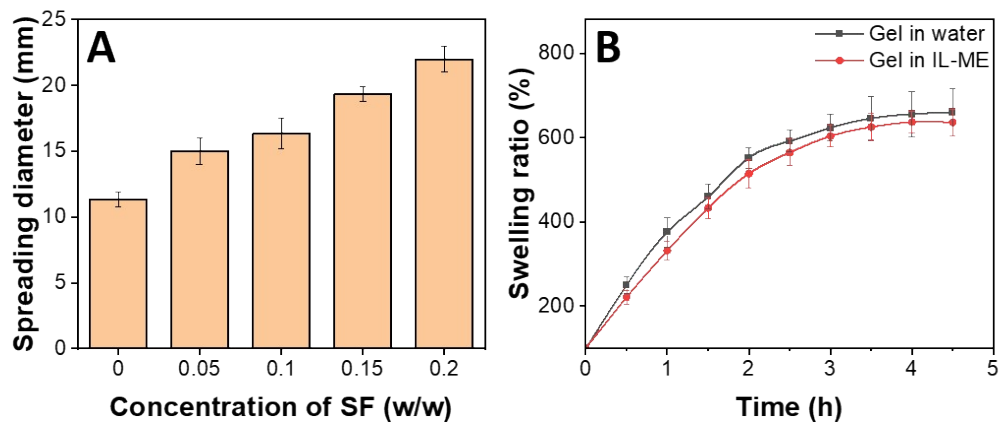 A
Spreading diameter (mm)
25
20
15
10
5
0
0 0.05 0.1 0.15 0.2
Concentration of SF (w/w)
B
Gel in water
Gel in IL-ME
Swelling ratio (%)
800
600
400
200
0 1 2 3 4 5
Time (h)